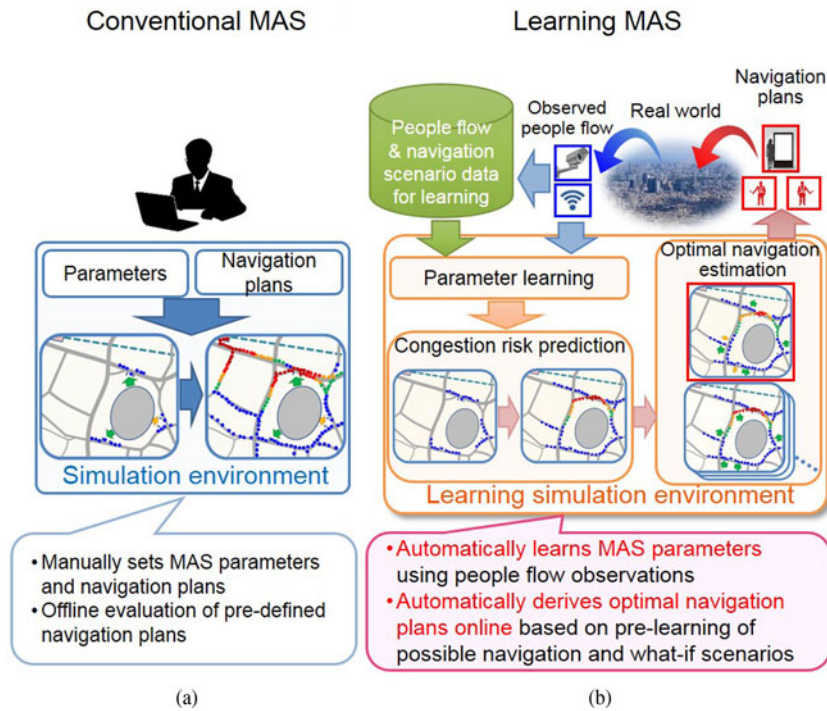 Conventional MAS
Parameters
Navigation
plans
Simulation environment
• Manually sets MAS parameters
and navigation plans
• Offline evaluation of pre-defined
navigation plans
(a)
Learning MAS
People flow
& navigation
scenario data
for learning
Observed
people flow
Real world
Navigation
plans
Parameter learning
Congestion risk prediction
Optimal navigation
estimation
Learning simulation environment
• Automatically learns MAS parameters
using people flow observations
• Automatically derives optimal navigation
plans online based on pre-learning of
possible navigation and what-if scenarios
(b)